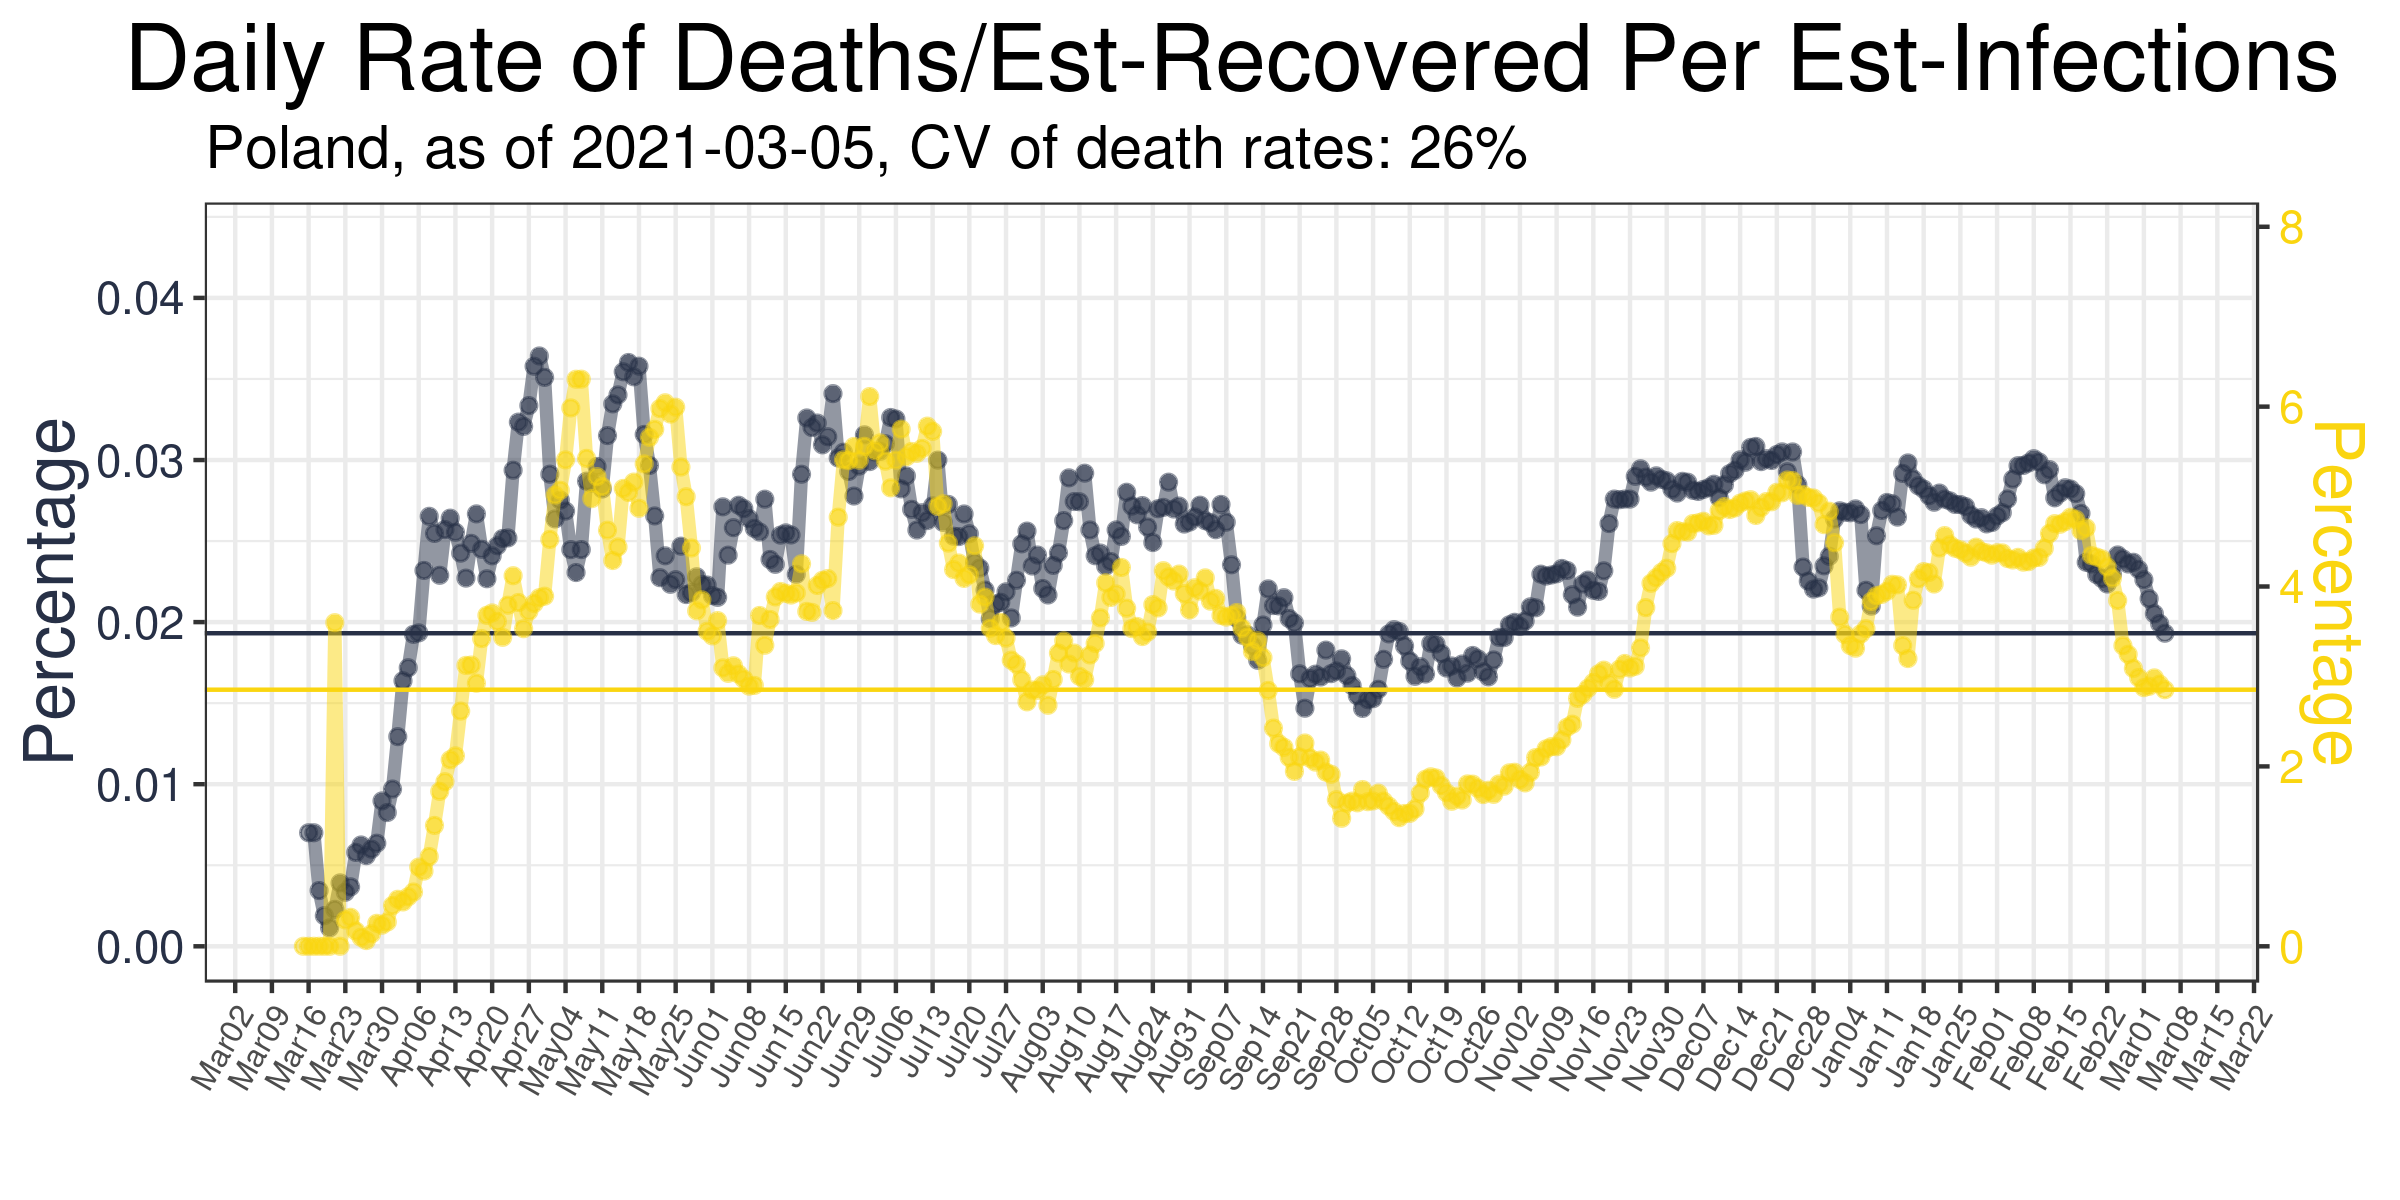 Daily Rate of Deaths/Est-Recovered Per Est-Infections
Poland, as of 2021-03-05, CV of death rates: 26%
Percentage
0.04
0.03
0.02
0.01
0.00
8
6
4
2
0
Percentage
Mar02
Mar09
Mar16
Mar23
Mar30
Apr06
Apr13
Apr20
Apr27
May04
May11
May18
May25
Jun01
Jun08
Jun15
Jun22
Jun29
Jul06
Jul13
Jul20
Jul27
Aug03
Aug10
Aug17
Aug24
Aug31
Sep07
Sep14
Sep21
Sep28
Oct05
Oct12
Oct19
Oct26
Nov02
Nov09
Nov16
Nov23
Nov30
Dec07
Dec14
Dec21
Dec28
Jan04
Jan11
Jan18
Jan25
Feb01
Feb08
Feb15
Feb22
Mar01
Mar08
Mar15
Mar22